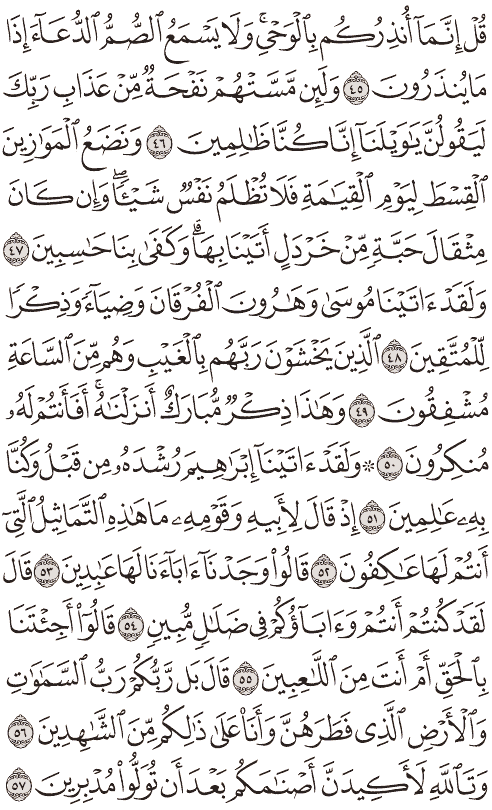 قُلْ إِنَّمَآ أُنذِرُكُم بِٱلْوَحْىِ ۚ وَلَا يَسْمَعُ ٱلصُّمُّ ٱلدُّعَآءَ إِذَا
مَا يُنذَرُونَ ٤٥ وَلَئِن مَّسَّتْهُمْ نَفْحَةٌ مِّنْ عَذَابِ رَبِّكَ
لَيَقُولُنَّ يَٰوَيْلَنَآ إِنَّا كُنَّا ظَٰلِمِينَ ٤٦ وَنَضَعُ ٱلْمَوَٰزِينَ
ٱلْقِسْطَ لِيَوْمِ ٱلْقِيَٰمَةِ فَلَا تُظْلَمُ نَفْسٌ شَيْـًٔا ۖ وَإِن كَانَ
مِثْقَالَ حَبَّةٍ مِّنْ خَرْدَلٍ أَتَيْنَا بِهَا ۗ وَكَفَىٰ بِنَا حَٰسِبِينَ ٤٧
وَلَقَدْ ءَاتَيْنَا مُوسَىٰ وَهَٰرُونَ ٱلْفُرْقَانَ وَضِيَآءً وَذِكْرًا
لِّلْمُتَّقِينَ ٤٨ ٱلَّذِينَ يَخْشَوْنَ رَبَّهُم بِٱلْغَيْبِ وَهُم مِّنَ ٱلسَّاعَةِ
مُشْفِقُونَ ٤٩ وَهَٰذَا ذِكْرٌ مُّبَارَكٌ أَنزَلْنَٰهُ ۚ أَفَأَنتُمْ لَهُۥ
مُنكِرُونَ ٥٠ ۞ وَلَقَدْ ءَاتَيْنَآ إِبْرَٰهِيمَ رُشْدَهُۥ مِن قَبْلُ وَكُنَّا
بِهِۦ عَٰلِمِينَ ٥١ إِذْ قَالَ لِأَبِيهِ وَقَوْمِهِۦ مَا هَٰذِهِ ٱلتَّمَاثِيلُ ٱلَّتِىٓ
أَنتُمْ لَهَا عَٰكِفُونَ ٥٢ قَالُوا۟ وَجَدْنَآ ءَابَآءَنَا لَهَا عَٰبِدِينَ ٥٣ قَالَ
لَقَدْ كُنتُمْ أَنتُمْ وَءَابَآؤُكُمْ فِى ضَلَٰلٍ مُّبِينٍ ٥٤ قَالُوٓا۟ أَجِئْتَنَا
بِٱلْحَقِّ أَمْ أَنتَ مِنَ ٱللَّٰعِبِينَ ٥٥ قَالَ بَل رَّبُّكُمْ رَبُّ ٱلسَّمَٰوَٰتِ
وَٱلْأَرْضِ ٱلَّذِى فَطَرَهُنَّ وَأَنَا۠ عَلَىٰ ذَٰلِكُم مِّنَ ٱلشَّٰهِدِينَ ٥٦
وَتَٱللَّهِ لَأَكِيدَنَّ أَصْنَٰمَكُم بَعْدَ أَن تُوَلُّوا۟ مُدْبِرِينَ ٥٧